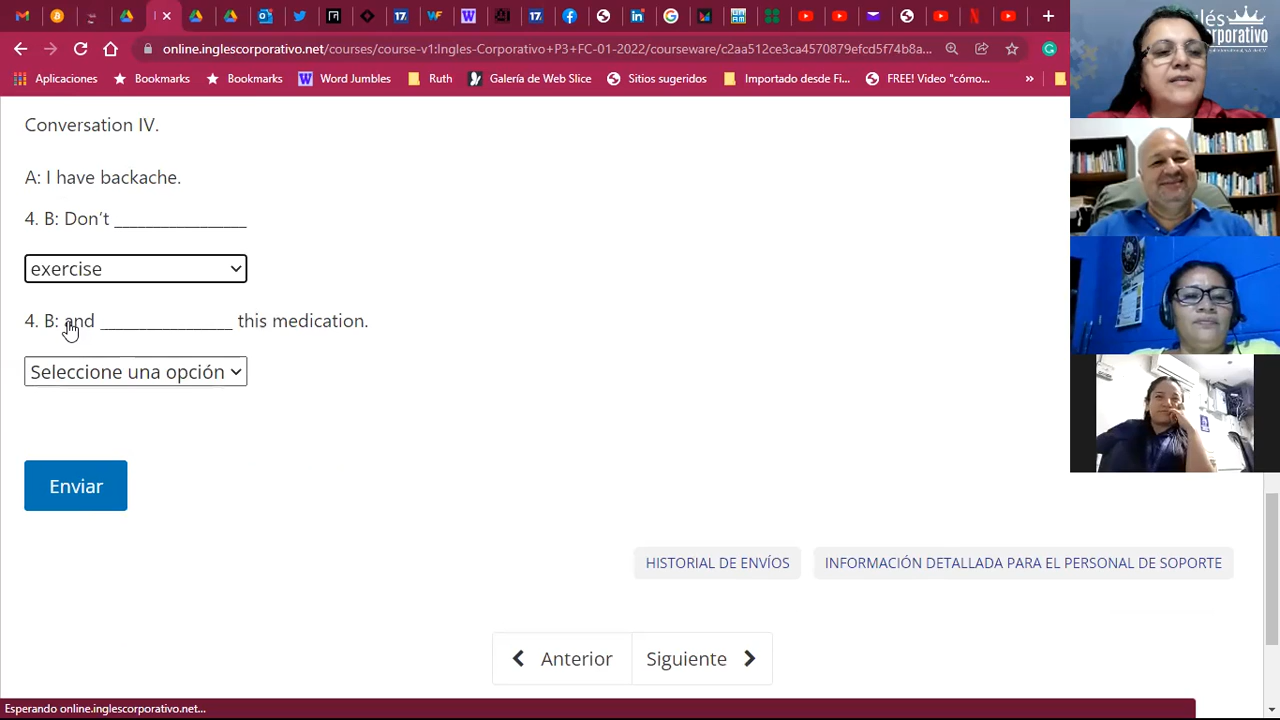 online.inglescorporativo.net/courses/course-v1:Ingles-Corporativo+P3+FC-01-2022/courseware/c2aa512ce3ca4570879efcd5f74b8a...
Aplicaciones Bookmarks Bookmarks Word Jumbles Ruth Galería de Web Slice Sitios sugeridos Importado desde Fi... FREE! Video "cómo... »
Conversation IV.
A: I have backache.
4. B: Don't ________________
exercise
4. B: and ________________ this medication.
Seleccione una opción
Enviar
HISTORIAL DE ENVÍOS INFORMACIÓN DETALLADA PARA EL PERSONAL DE SOPORTE
Anterior Siguiente
Esperando online.inglescorporativo.net...